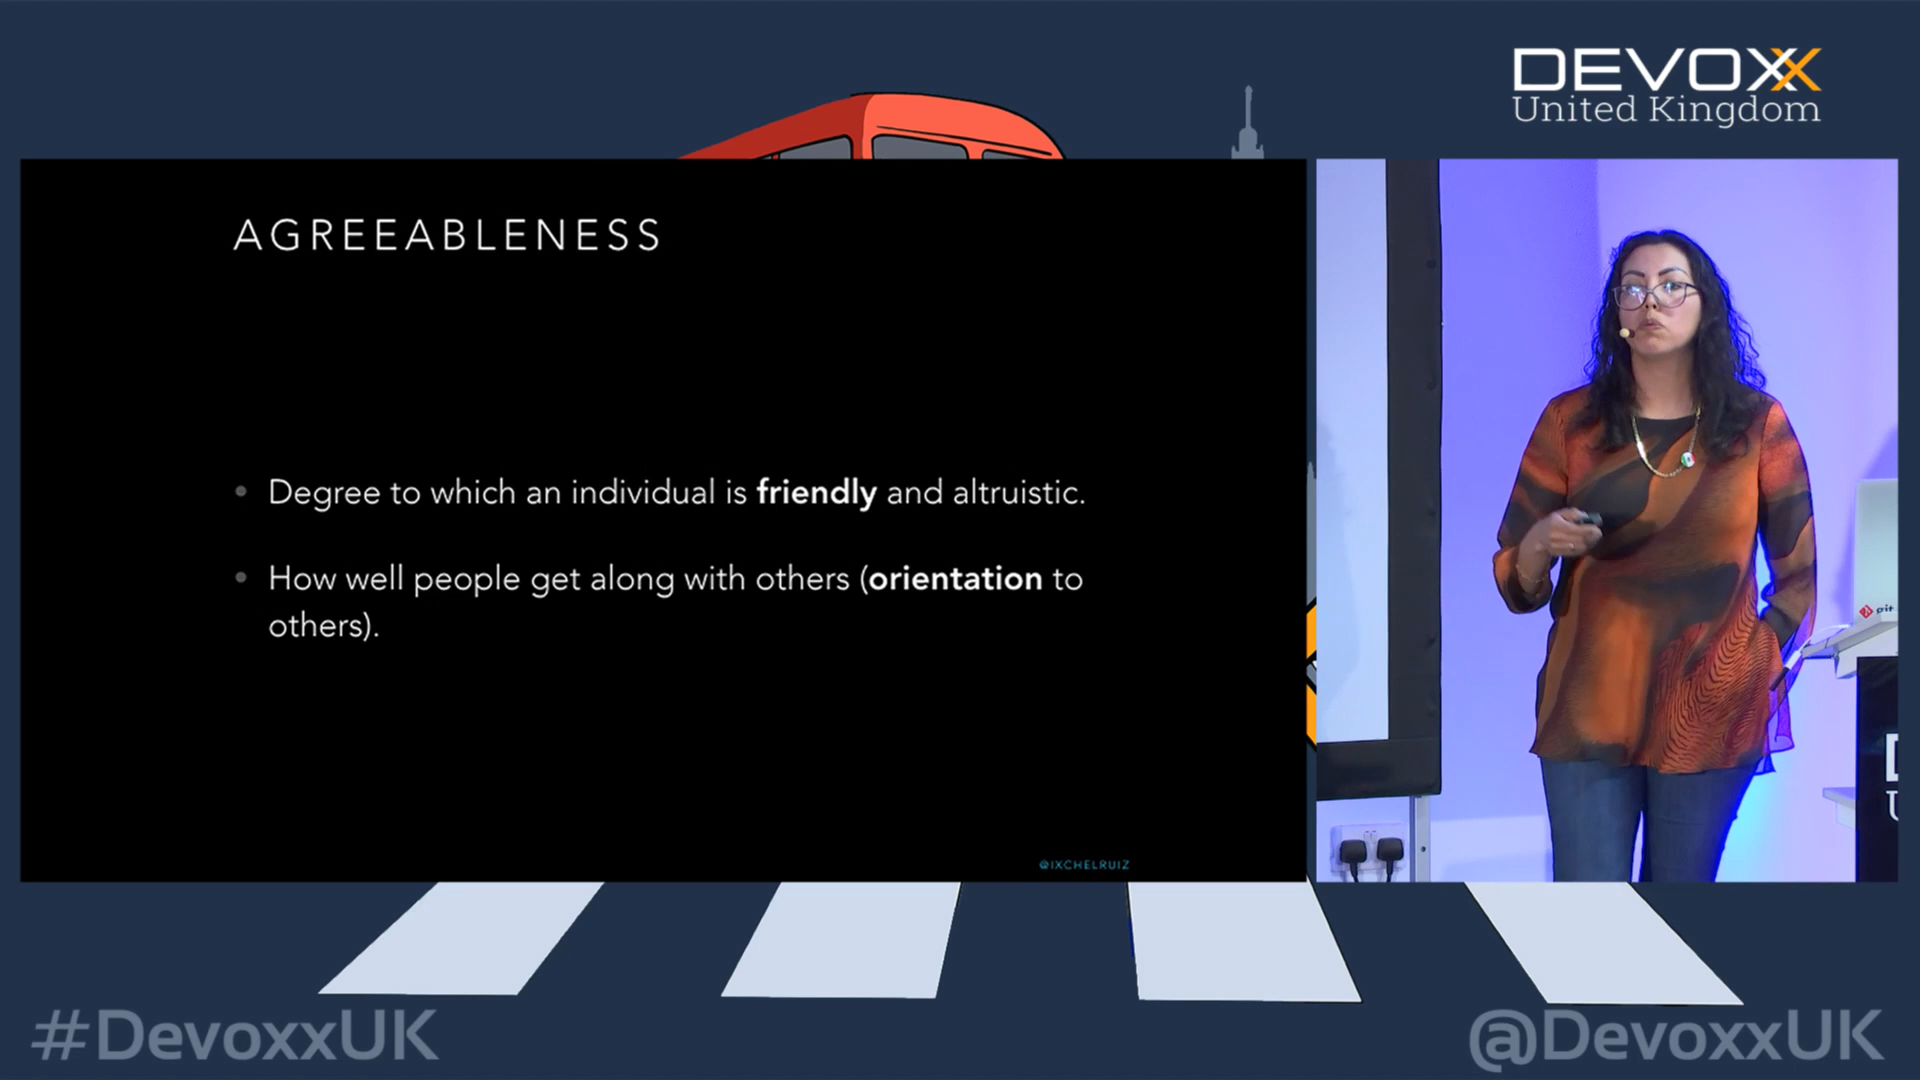 DEVOXX
United Kingdom
AGREEABLENESS
• Degree to which an individual is friendly and altruistic.
• How well people get along with others (orientation to
others).
@IXCHELRUIZ
git
#DevoxxUK
@DevoxxUK